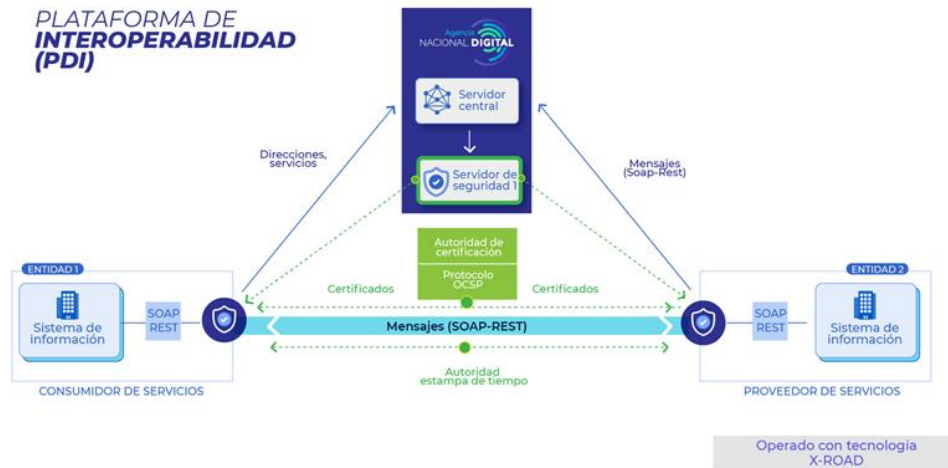 PLATAFORMA DE
INTEROPERABILIDAD
(PDI)
Agencia
NACIONAL DIGITAL
Servidor
central
Direcciones,
servicios
Mensajes
(Soap-Rest)
Servidor de
seguridad 1
Autoridad de
certificación
Protocolo
OCSP
ENTIDAD 1
ENTIDAD 2
Certificados
Certificados
Sistema de
información
SOAP
REST
Mensajes (SOAP-REST)
SOAP
REST
Sistema de
información
CONSUMIDOR DE SERVICIOS
Autoridad
estampa de tiempo
PROVEEDOR DE SERVICIOS
Operado con tecnología
X-ROAD